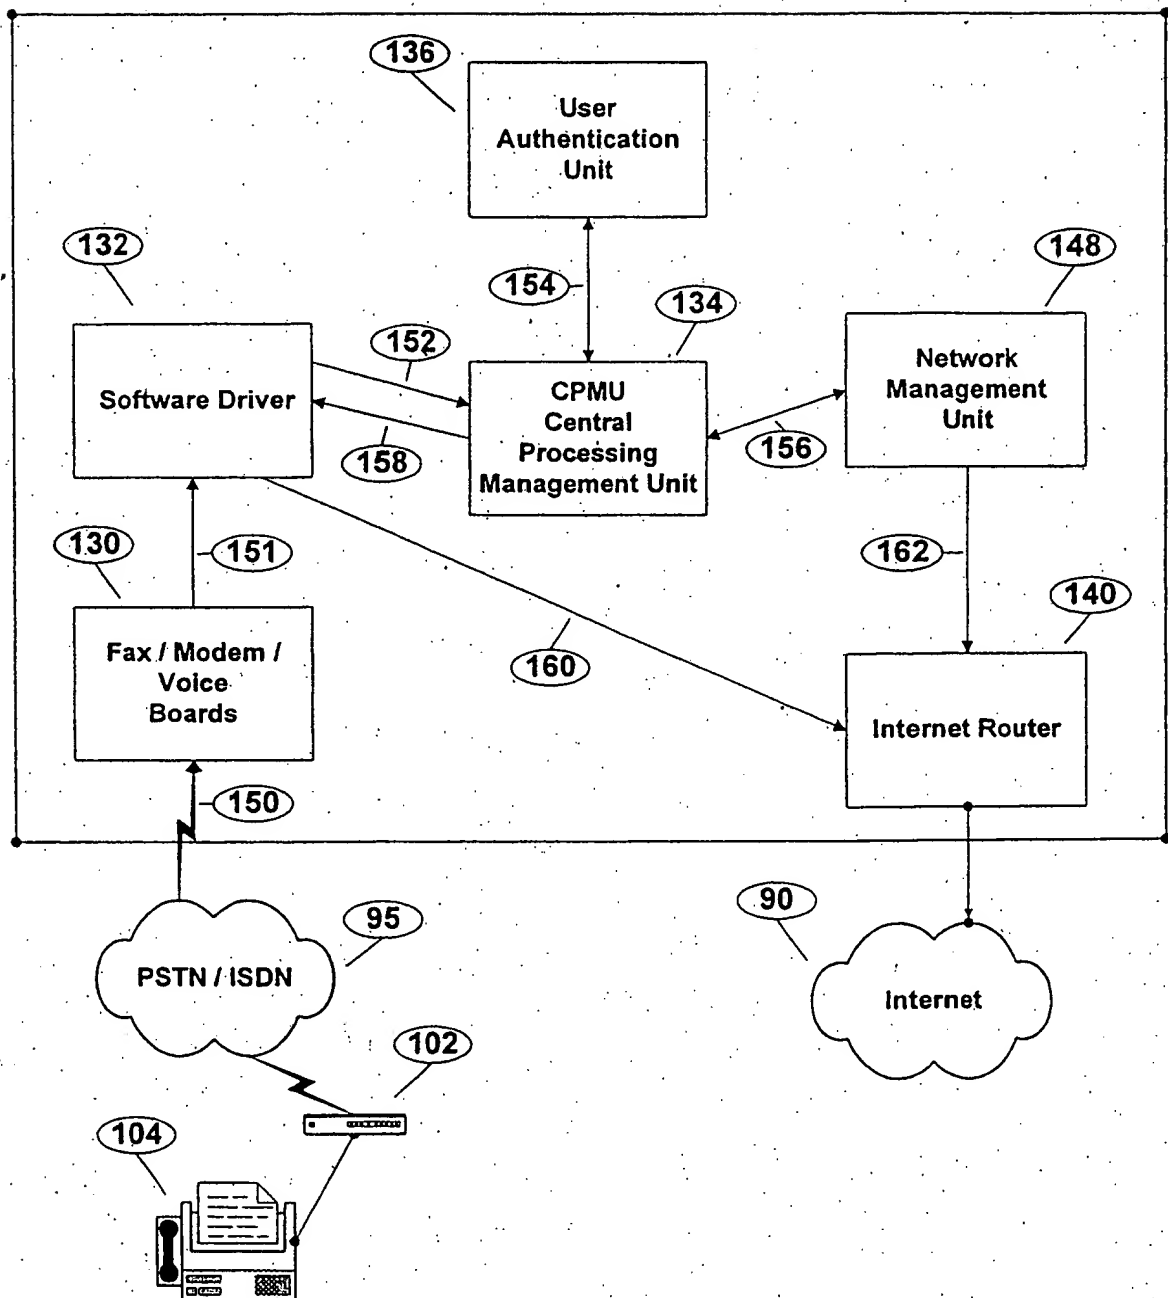 136
User
Authentication
Unit
132
148
154
134
152
Software Driver
CPMU
Central
Processing
Management Unit
Network
Management
Unit
158
156
130
151
162
140
Fax / Modem /
Voice
Boards
160
Internet Router
150
95
90
PSTN / ISDN
Internet
102
104